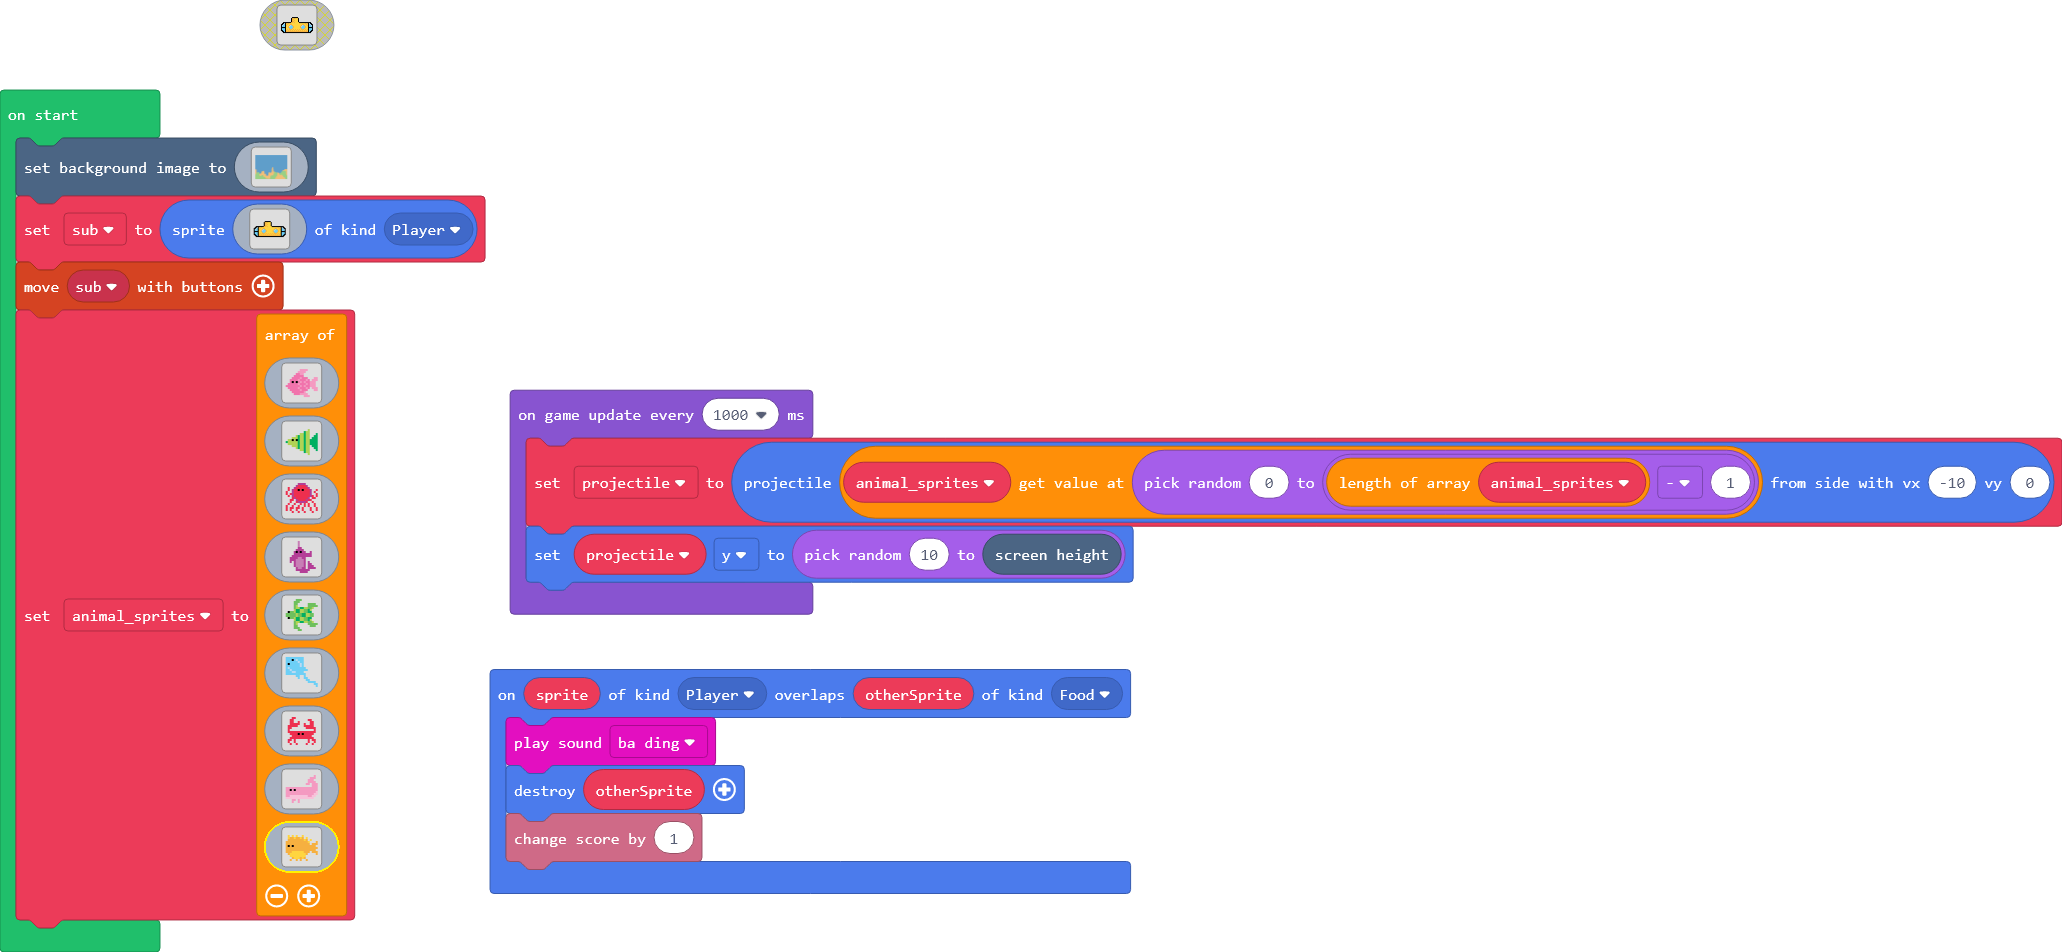 on start
set background image to
set sub to sprite of kind Player
move sub with buttons
set animal_sprites to
array of
on game update every 1000 ms
set projectile to projectile animal_sprites get value at pick random 0 to length of array animal_sprites - 1 from side with vx -10 vy 0
set projectile y to pick random 10 to screen height
on sprite of kind Player overlaps otherSprite of kind Food
play sound ba ding
destroy otherSprite
change score by 1